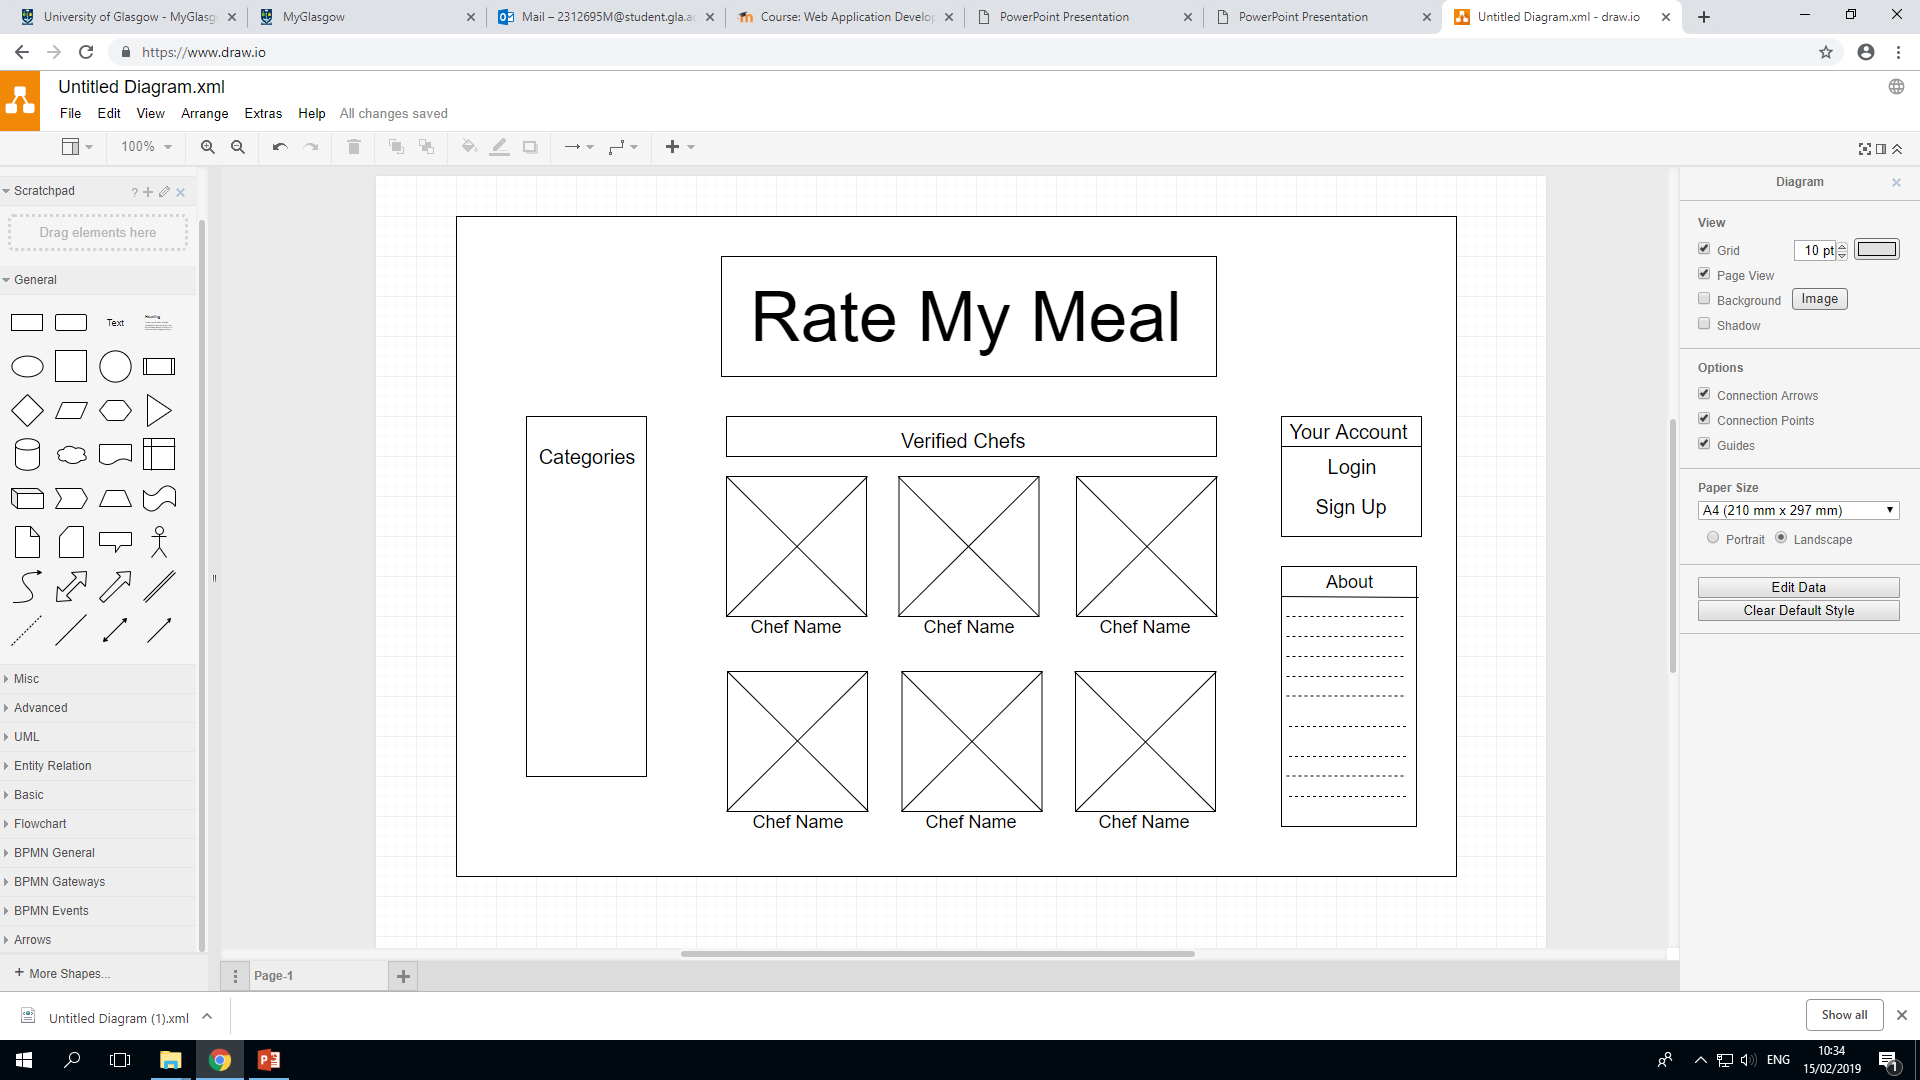 University of Glasgow - MyGlasg
MyGlasgow
Mail – 2312695M@student.gla.ac
Course: Web Application Develop
PowerPoint Presentation
PowerPoint Presentation
Untitled Diagram.xml - draw.io
https://www.draw.io
Untitled Diagram.xml
File Edit View Arrange Extras Help All changes saved
100%
Scratchpad
?
Drag elements here
General
Text
Heading
Misc
Advanced
UML
Entity Relation
Basic
Flowchart
BPMN General
BPMN Gateways
BPMN Events
Arrows
+ More Shapes...
Rate My Meal
Categories
Verified Chefs
Chef Name
Chef Name
Chef Name
Chef Name
Chef Name
Chef Name
Your Account
Login
Sign Up
About
Page-1
Diagram
View
Grid
10 pt
Page View
Background
Image
Shadow
Options
Connection Arrows
Connection Points
Guides
Paper Size
A4 (210 mm x 297 mm)
Portrait
Landscape
Edit Data
Clear Default Style
Untitled Diagram (1).xml
Show all
ENG
10:34
15/02/2019
1